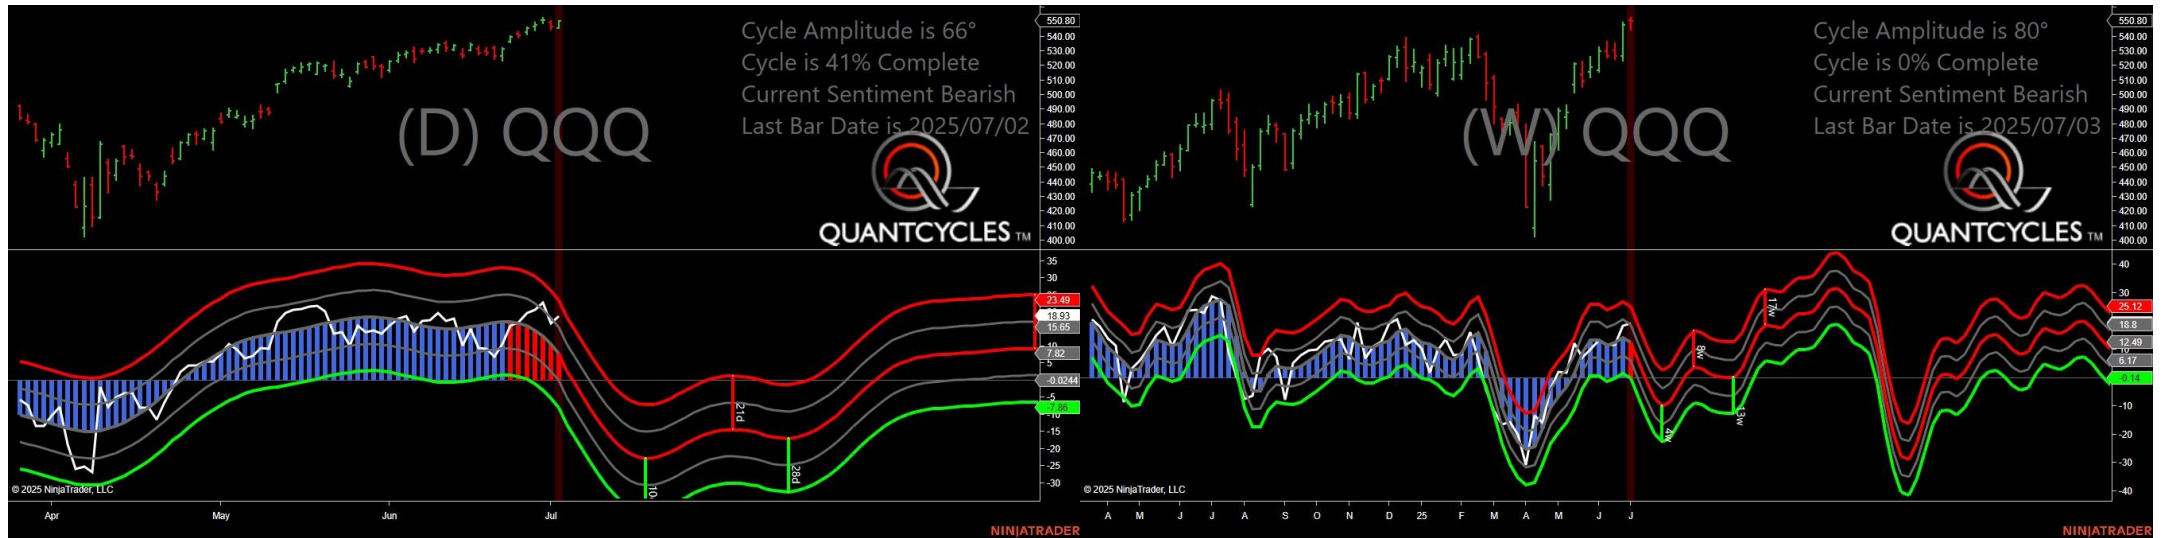 Cycle Amplitude is 66°
Cycle is 41% Complete
Current Sentiment Bearish
Last Bar Date is 2025/07/02
(D) QQQ
QUANTCYCLES TM
550.80
540.00
530.00
520.00
510.00
500.00
490.00
480.00
470.00
460.00
450.00
440.00
430.00
420.00
410.00
400.00
35
30
23.49
18.93
15.65
10
7.82
5
-0.0244
-5
-7.86
-10
-15
-20
-25
-30
10
21d
28d
© 2025 NinjaTrader, LLC
Apr
May
Jun
Jul
NINJATRADER
Cycle Amplitude is 80°
Cycle is 0% Complete
Current Sentiment Bearish
Last Bar Date is 2025/07/03
(W) QQQ
QUANTCYCLES TM
550.80
540.00
530.00
520.00
510.00
500.00
490.00
480.00
470.00
460.00
450.00
440.00
430.00
420.00
410.00
400.00
40
30
25.12
18.8
12.49
10
6.17
-0.14
-10
-20
-30
-40
4w
8w
13w
17w
© 2025 NinjaTrader, LLC
A M J J A S O N D 25 F M A M J J
NINJATRADER